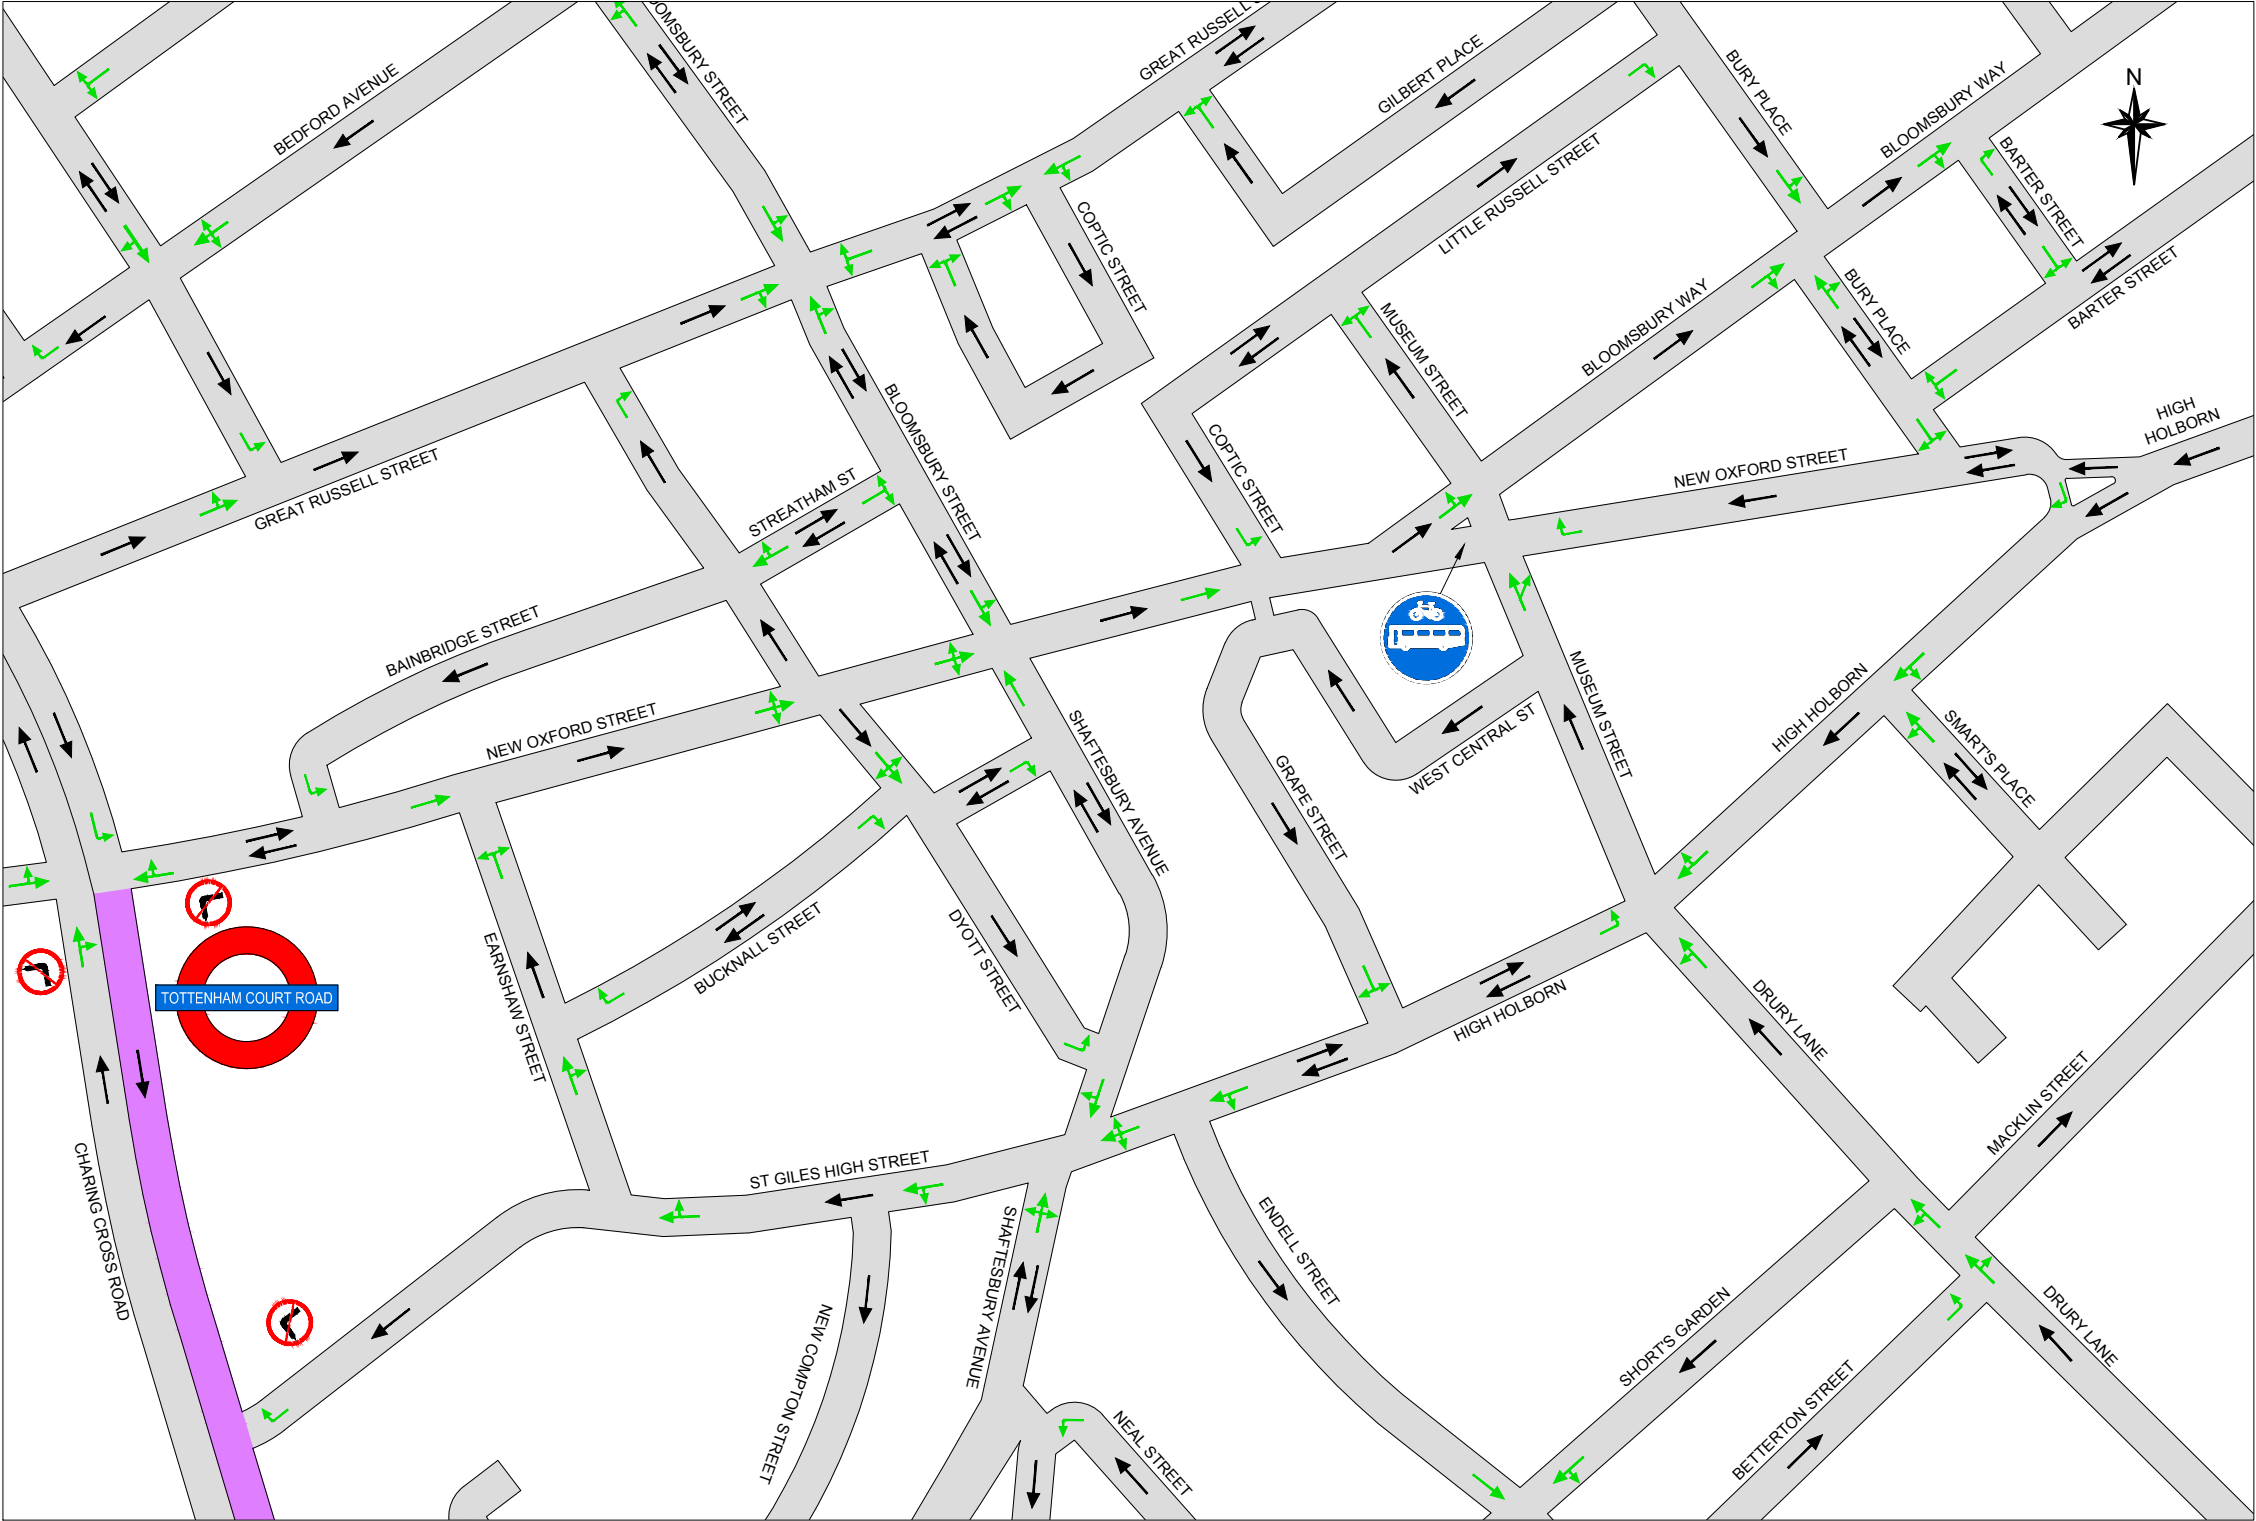 OOMSBURY STREET
GREAT RUSSELL S
BEDFORD AVENUE
GILBERT PLACE
BURY PLACE
BLOOMSBURY WAY
N
BARTER STREET
LITTLE RUSSELL STREET
COPTIC STREET
BARTER STREET
BURY PLACE
BLOOMSBURY WAY
MUSEUM STREET
HIGH
HOLBORN
BLOOMSBURY STREET
COPTIC STREET
NEW OXFORD STREET
GREAT RUSSELL STREET
STREATHAM ST
BAINBRIDGE STREET
NEW OXFORD STREET
MUSEUM STREET
HIGH HOLBORN
SMART'S PLACE
SHAFTESBURY AVENUE
WEST CENTRAL ST
GRAPE STREET
DYOTT STREET
BUCKNALL STREET
EARNSHAW STREET
TOTTENHAM COURT ROAD
HIGH HOLBORN
DRURY LANE
MACKLIN STREET
CHARING CROSS ROAD
ST GILES HIGH STREET
SHAFTESBURY AVENUE
ENDELL STREET
NEW COMPTON STREET
SHORT'S GARDEN
DRURY LANE
BETTERTON STREET
NEAL STREET